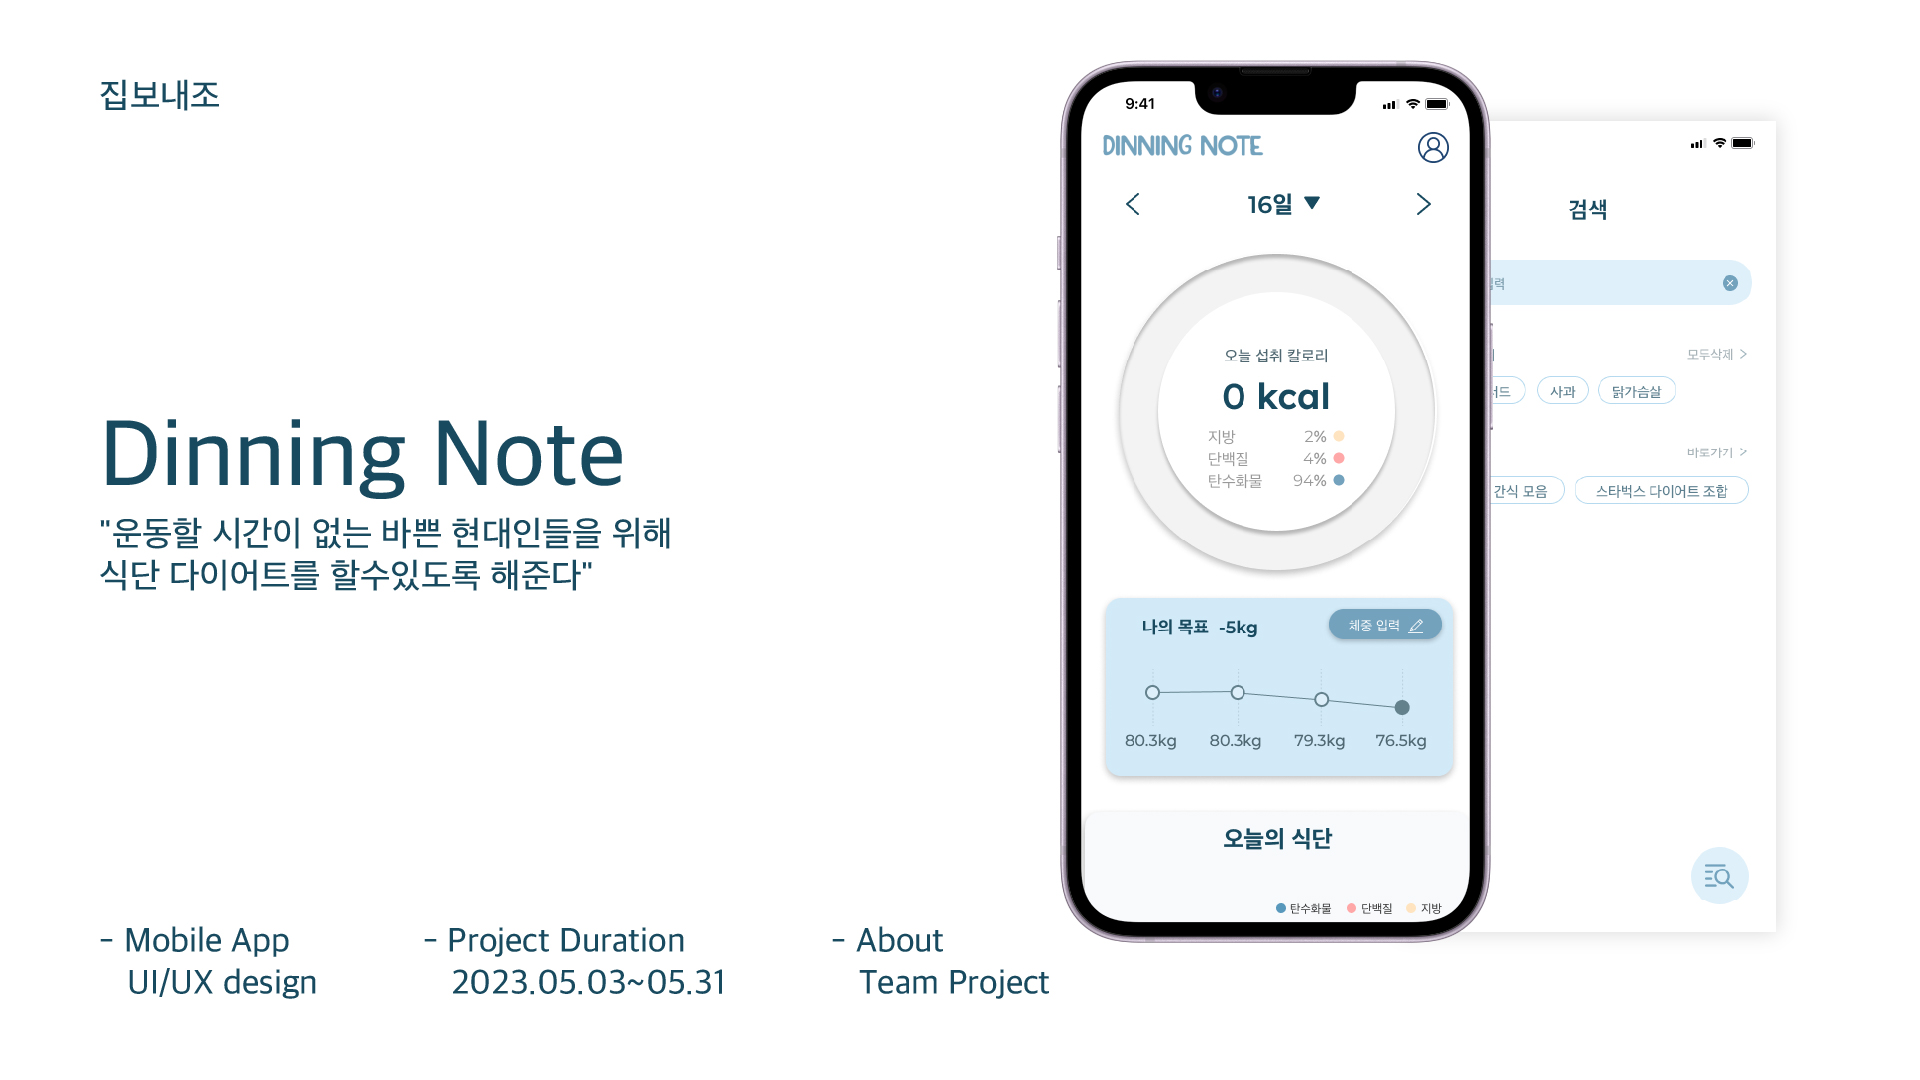 집보내조
Dinning Note
"운동할 시간이 없는 바쁜 현대인들을 위해
식단 다이어트를 할수있도록 해준다"
- Mobile App
UI/UX design
- Project Duration
2023.05.03~05.31
- About
Team Project
9:41
DINNING NOTE
16일 ▼
오늘 섭취 칼로리
0 kcal
지방 2%
단백질 4%
탄수화물 94%
나의 목표 -5kg
체중 입력
80.3kg 80.3kg 79.3kg 76.5kg
오늘의 식단
탄수화물 단백질 지방
검색
력
모두삭제 >
드 사과 닭가슴살
바로가기 >
간식 모음 스타벅스 다이어트 조합